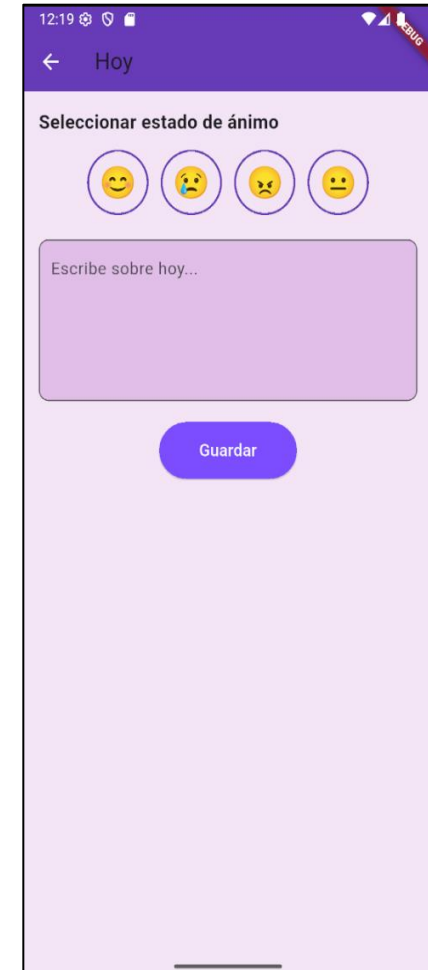 12:19
DEBUG
Hoy
Seleccionar estado de ánimo
Escribe sobre hoy...
Guardar